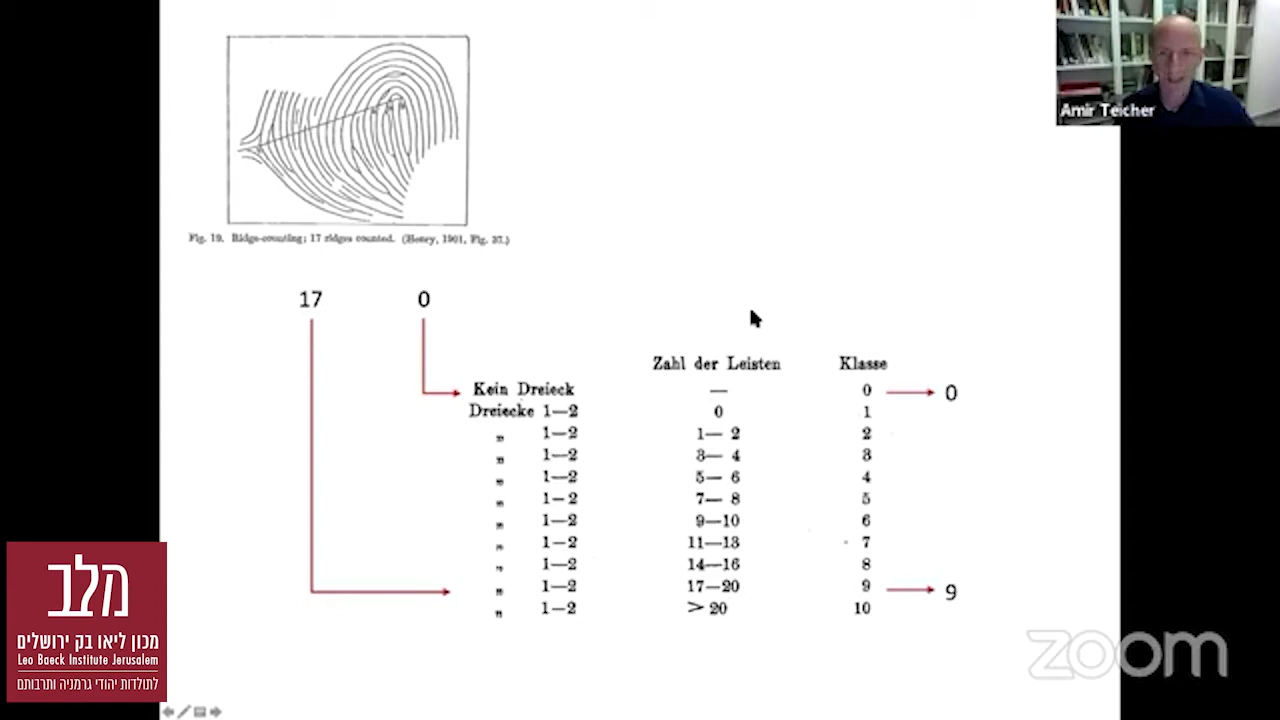 Amir Teicher
Fig. 19. Ridge-counting; 17 ridges counted. (Henry, 1901, Fig. 37.)
17 0
Zahl der Leisten Klasse
Kein Dreieck — 0 0
Dreiecke 1—2 0 1
„ 1—2 1— 2 2
„ 1—2 3— 4 3
„ 1—2 5— 6 4
„ 1—2 7— 8 5
„ 1—2 9—10 6
„ 1—2 11—13 7
„ 1—2 14—16 8
„ 1—2 17—20 9 9
„ 1—2 > 20 10
מלב
מכון ליאו בק ירושלים
Leo Baeck Institute Jerusalem
לתולדות יהודי גרמניה ותרבותם
zoom